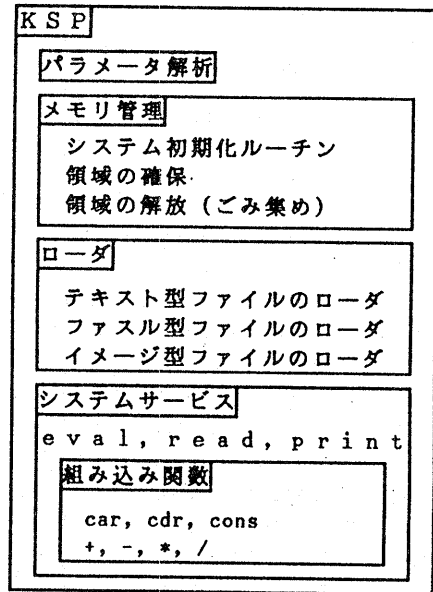 KSP
パラメータ解析
メモリ管理
システム初期化ルーチン
領域の確保
領域の解放（ごみ集め）
ローダ
テキスト型ファイルのローダ
ファスル型ファイルのローダ
イメージ型ファイルのローダ
システムサービス
eval, read, print
組み込み関数
car, cdr, cons
+, -, *, /